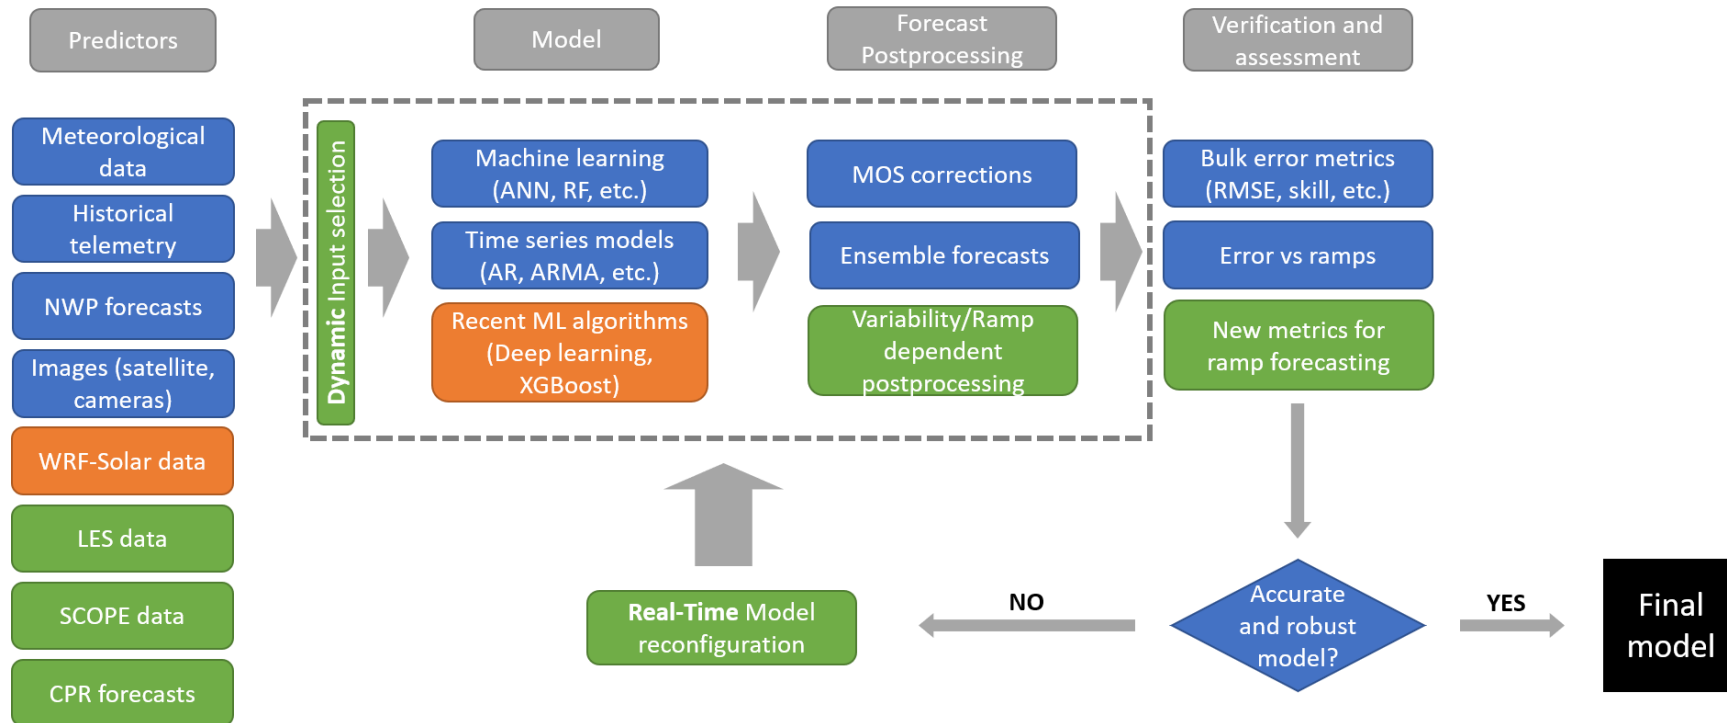 Predictors
Model
Forecast
Postprocessing
Verification and
assessment
Meteorological
data
Historical
telemetry
NWP forecasts
Images (satellite,
cameras)
WRF-Solar data
LES data
SCOPE data
CPR forecasts
Dynamic Input selection
Machine learning
(ANN, RF, etc.)
Time series models
(AR, ARMA, etc.)
Recent ML algorithms
(Deep learning,
XGBoost)
MOS corrections
Ensemble forecasts
Variability/Ramp
dependent
postprocessing
Bulk error metrics
(RMSE, skill, etc.)
Error vs ramps
New metrics for
ramp forecasting
Accurate
and robust
model?
NO
YES
Real-Time Model
reconfiguration
Final
model